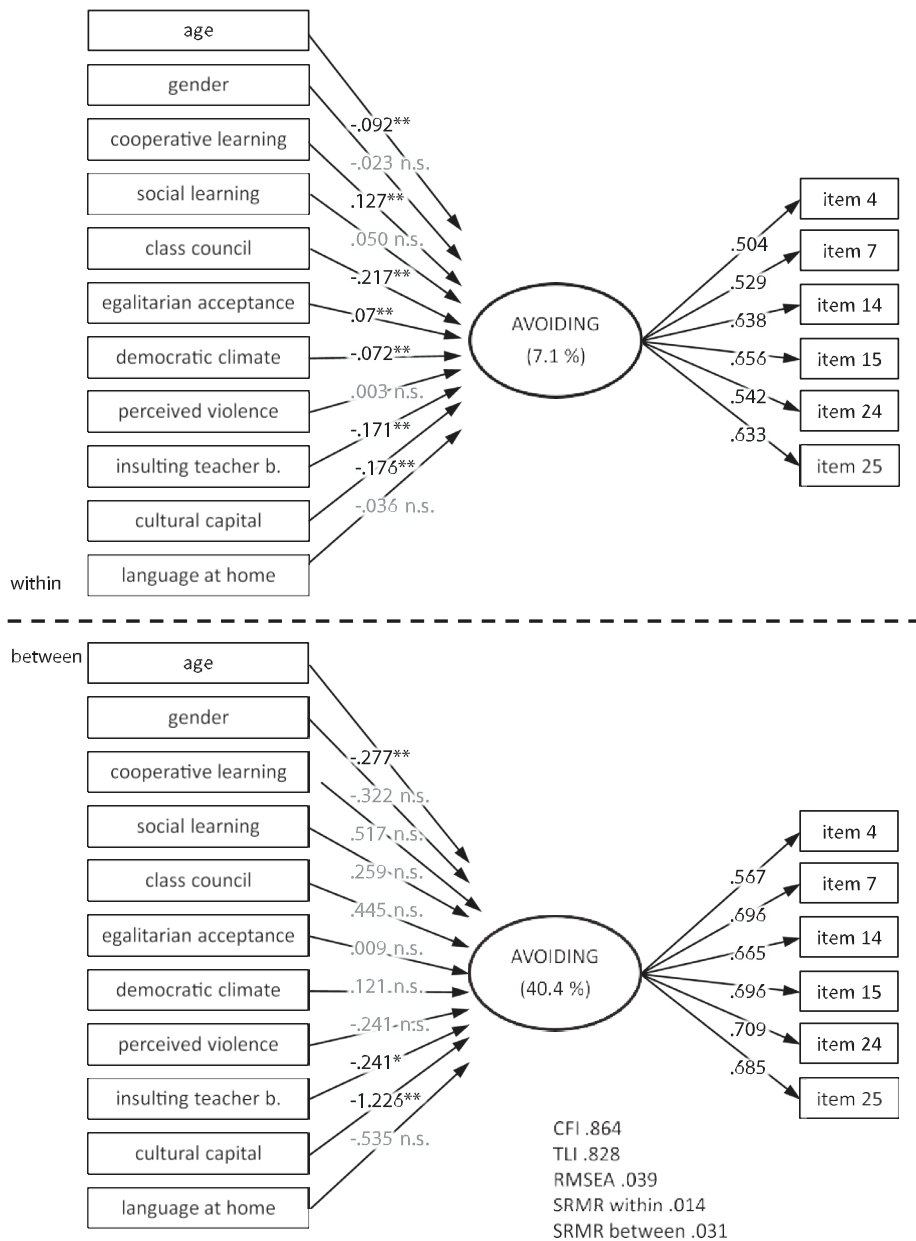 age
gender
cooperative learning
social learning
class council
egalitarian acceptance
democratic climate
perceived violence
insulting teacher b.
cultural capital
language at home
within
-.092**
-.023 n.s.
.127**
.050 n.s.
-.217**
.07**
-.072**
.003 n.s.
-.171**
-.176**
-.036 n.s.
AVOIDING
(7.1 %)
.504
.529
.638
.656
.542
.633
item 4
item 7
item 14
item 15
item 24
item 25
between
age
gender
cooperative learning
social learning
class council
egalitarian acceptance
democratic climate
perceived violence
insulting teacher b.
cultural capital
language at home
-.277**
-.322 n.s.
.517 n.s.
.259 n.s.
.445 n.s.
.009 n.s.
.121 n.s.
-.241 n.s.
-.241*
-1.226**
-.535 n.s.
AVOIDING
(40.4 %)
.567
.696
.665
.696
.709
.685
item 4
item 7
item 14
item 15
item 24
item 25
CFI .864
TLI .828
RMSEA .039
SRMR within .014
SRMR between .031